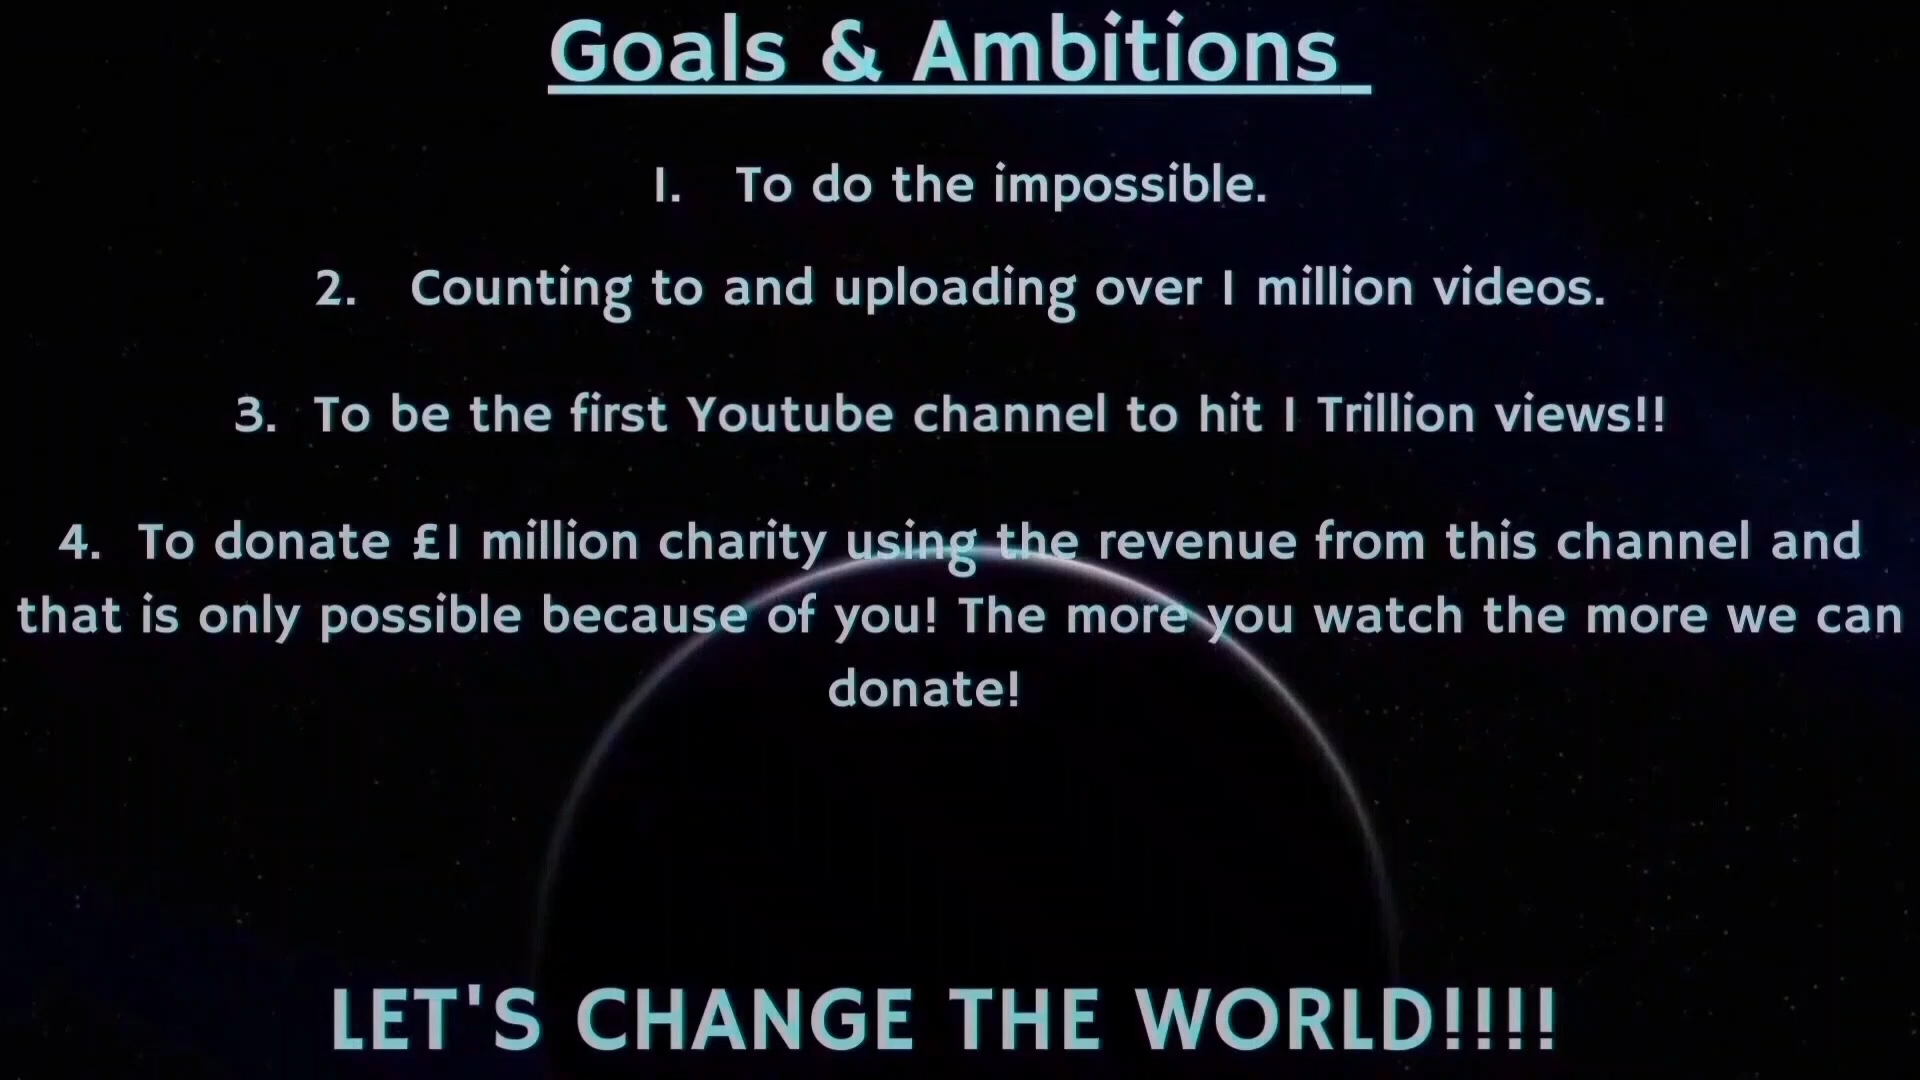 Goals & Ambitions
1. To do the impossible.
2. Counting to and uploading over 1 million videos.
3. To be the first Youtube channel to hit 1 Trillion views!!
4. To donate £1 million charity using the revenue from this channel and
that is only possible because of you! The more you watch the more we can
donate!
LET'S CHANGE THE WORLD!!!!